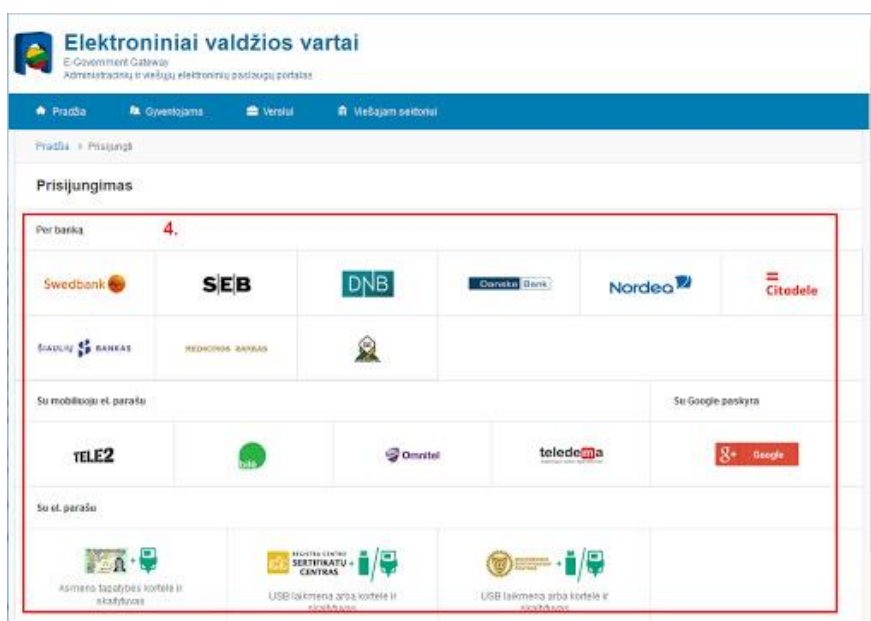 Elektroniniai valdžios vartai
E-Government Gateway
Administracinių ir viešųjų elektroninių paslaugų portalas
Pradžia Gyventojams Verslui Viešajam sektoriui
Pradžia Prisijungti
Prisijungimas
Per banką 4.
Swedbank SEB DNB Danske Bank Nordea Citadele
ŠIAULIŲ BANKAS MEDICINOS BANKAS
Su mobiliuoju el. parašu Su Google paskyra
TELE2 bitė Omnitel teledema 8+ Google
Su el. parašu
REGISTRŲ CENTRO
SERTIFIKATŲ
CENTRAS
Asmens tapatybės kortelė ir
skaitytuvas
USB laikmena arba kortelė ir
skaitytuvas
USB laikmena arba kortelė ir
skaitytuvas